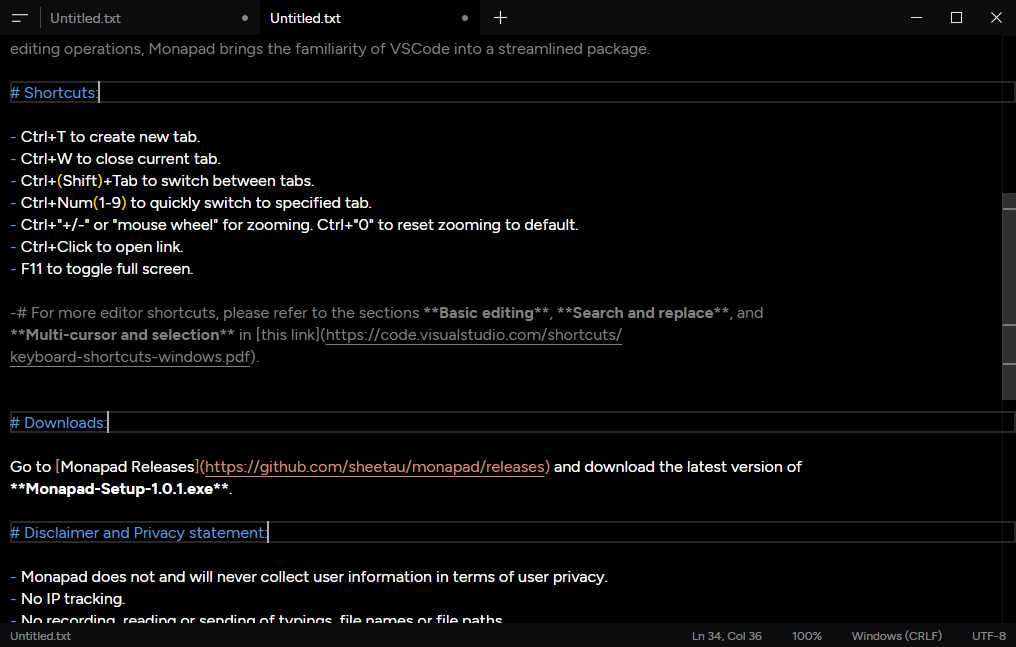 Untitled.txt
Untitled.txt
editing operations, Monapad brings the familiarity of VSCode into a streamlined package.
# Shortcuts:
- Ctrl+T to create new tab.
- Ctrl+W to close current tab.
- Ctrl+(Shift)+Tab to switch between tabs.
- Ctrl+Num(1-9) to quickly switch to specified tab.
- Ctrl+"+/-" or "mouse wheel" for zooming. Ctrl+"0" to reset zooming to default.
- Ctrl+Click to open link.
- F11 to toggle full screen.
-# For more editor shortcuts, please refer to the sections **Basic editing**, **Search and replace**, and
**Multi-cursor and selection** in [this link](https://code.visualstudio.com/shortcuts/
keyboard-shortcuts-windows.pdf).
# Downloads:
Go to [Monapad Releases](https://github.com/sheetau/monapad/releases) and download the latest version of
**Monapad-Setup-1.0.1.exe**.
# Disclaimer and Privacy statement:
- Monapad does not and will never collect user information in terms of user privacy.
- No IP tracking.
- No recording, reading or sending of typings, file names or file paths.
Untitled.txt
Ln 34, Col 36
100%
Windows (CRLF)
UTF-8